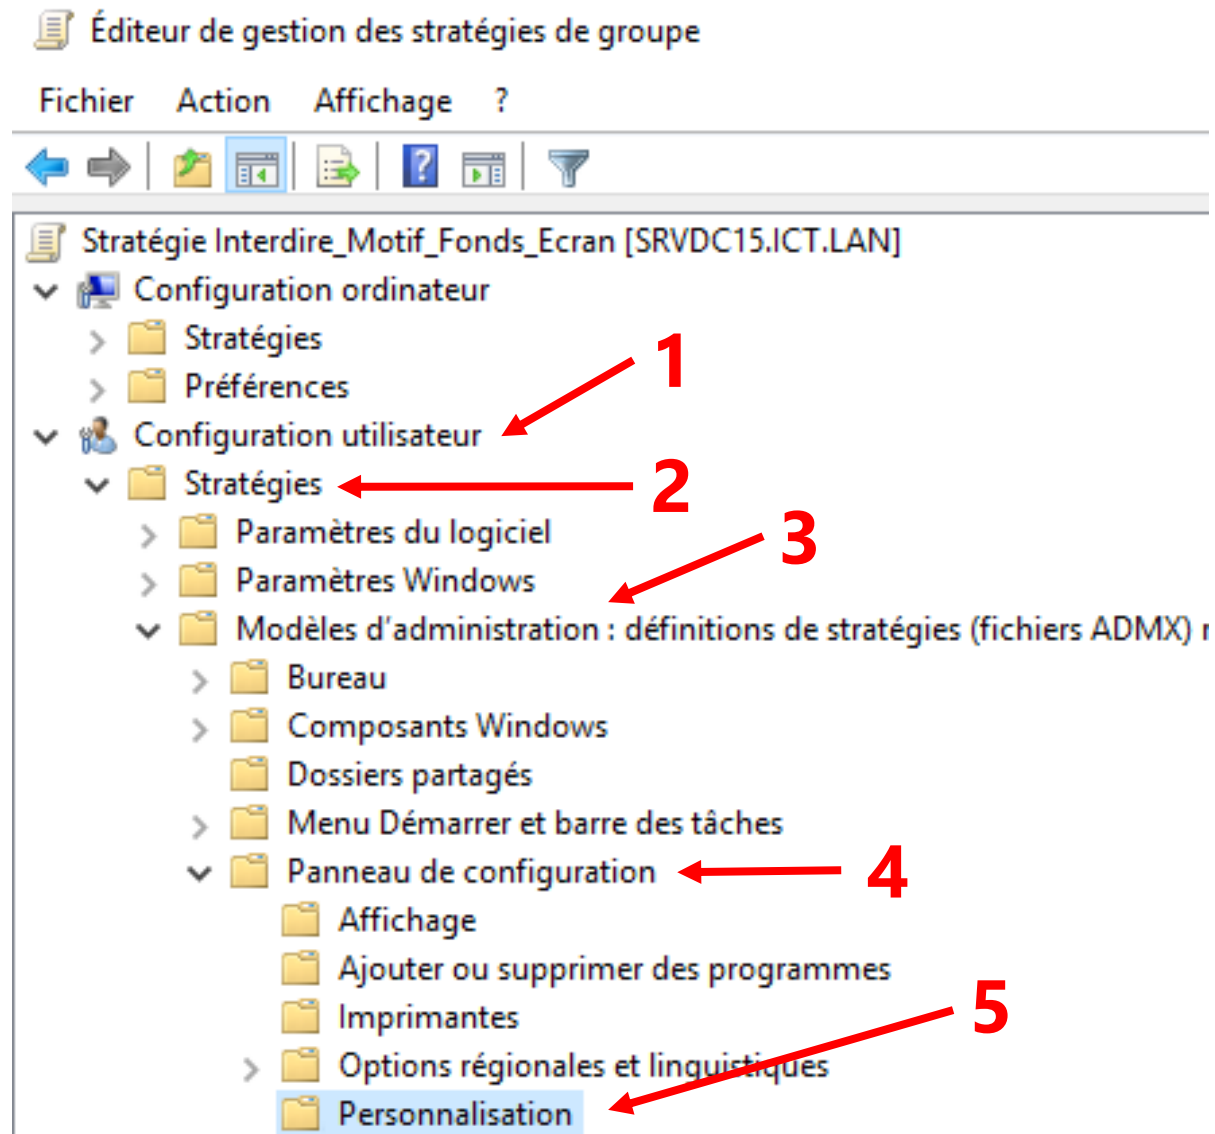 Éditeur de gestion des stratégies de groupe
Fichier Action Affichage ?
Stratégie Interdire_Motif_Fonds_Ecran [SRVDC15.ICT.LAN]
Configuration ordinateur
Stratégies
1
Préférences
Configuration utilisateur
Stratégies 2
Paramètres du logiciel 3
Paramètres Windows
Modèles d'administration : définitions de stratégies (fichiers ADMX) r
Bureau
Composants Windows
Dossiers partagés
Menu Démarrer et barre des tâches
Panneau de configuration 4
Affichage
Ajouter ou supprimer des programmes
Imprimantes 5
Options régionales et linguistiques
Personnalisation